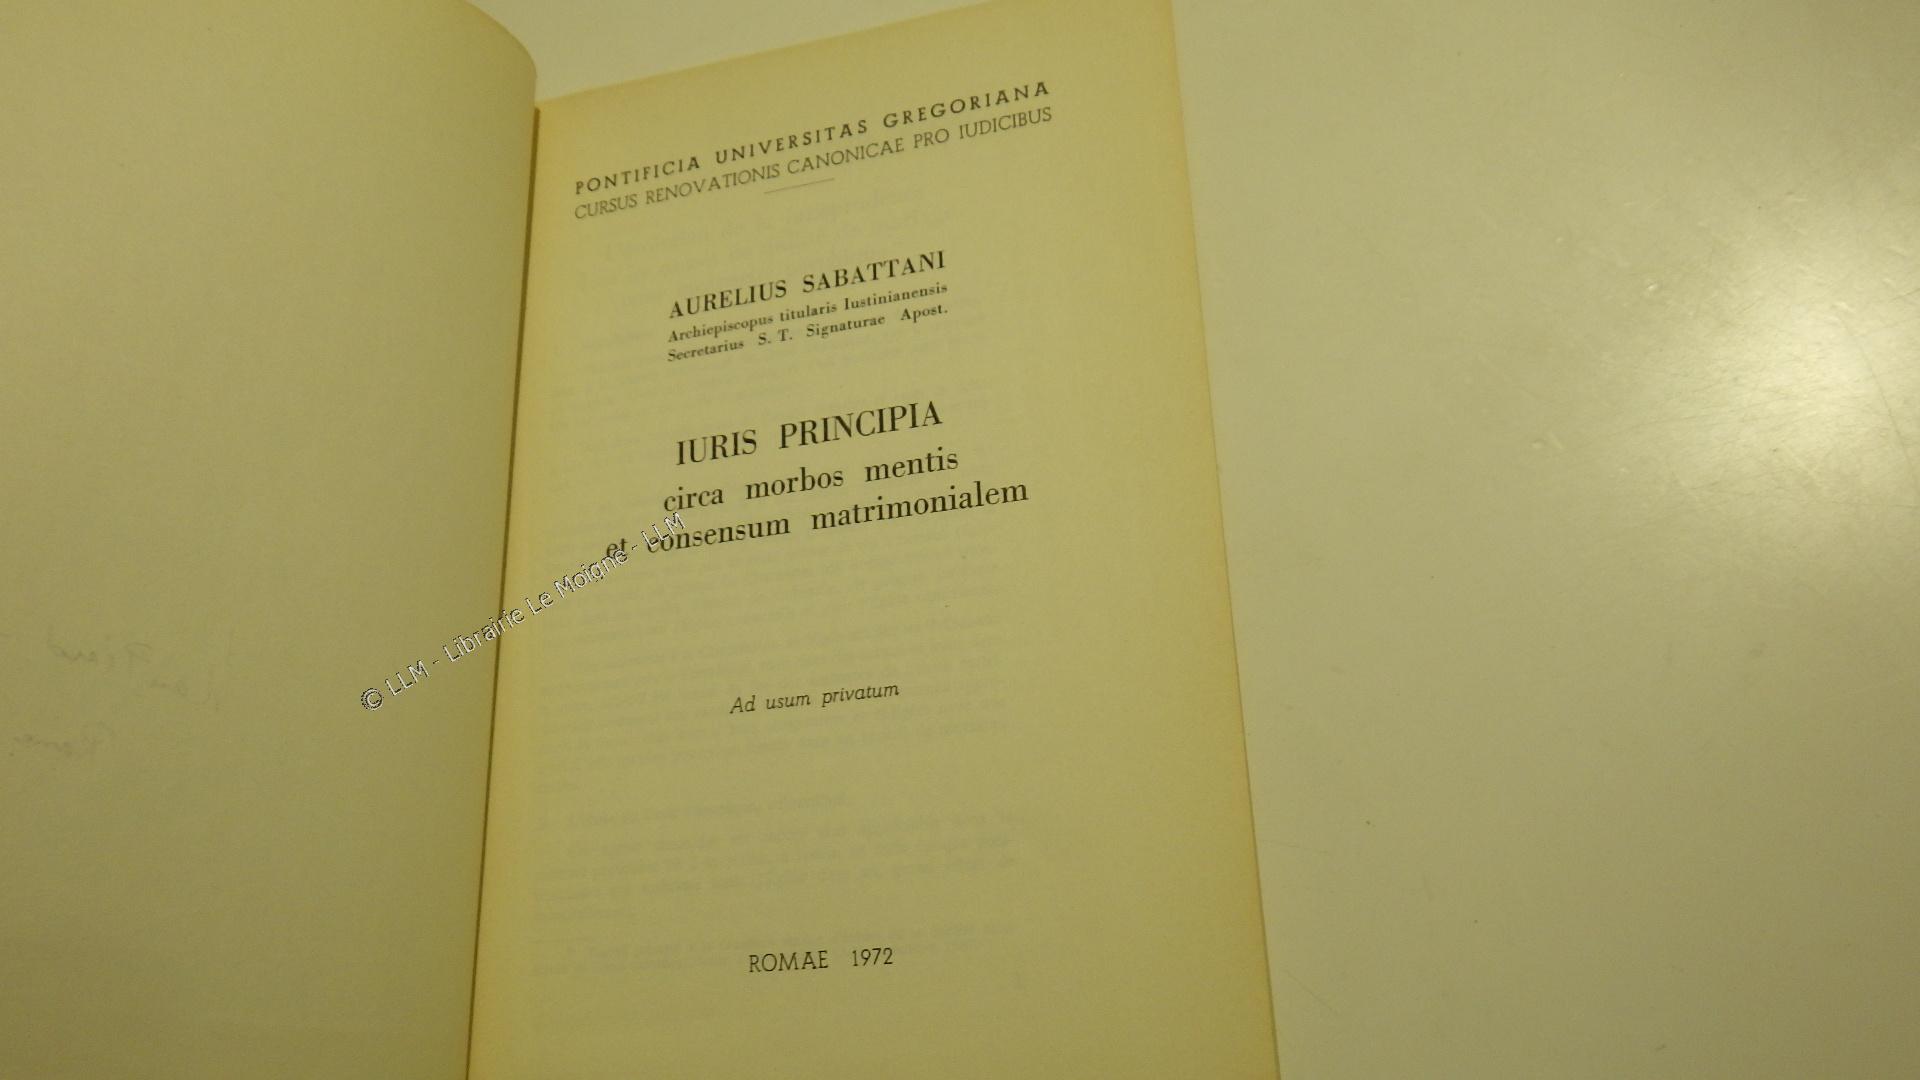 PONTIFICIA UNIVERSITAS GREGORIANA
CURSUS RENOVATIONIS CANONICAE PRO IUDICIBUS
AURELIUS SABATTANI
Archiepiscopus titularis Iustinianensis
Secretarius S. T. Signaturae Apost.
IURIS PRINCIPIA
circa morbos mentis
et consensum matrimonialem
© LLM - Librairie Le Moigne - LLM
Ad usum privatum
ROMAE 1972